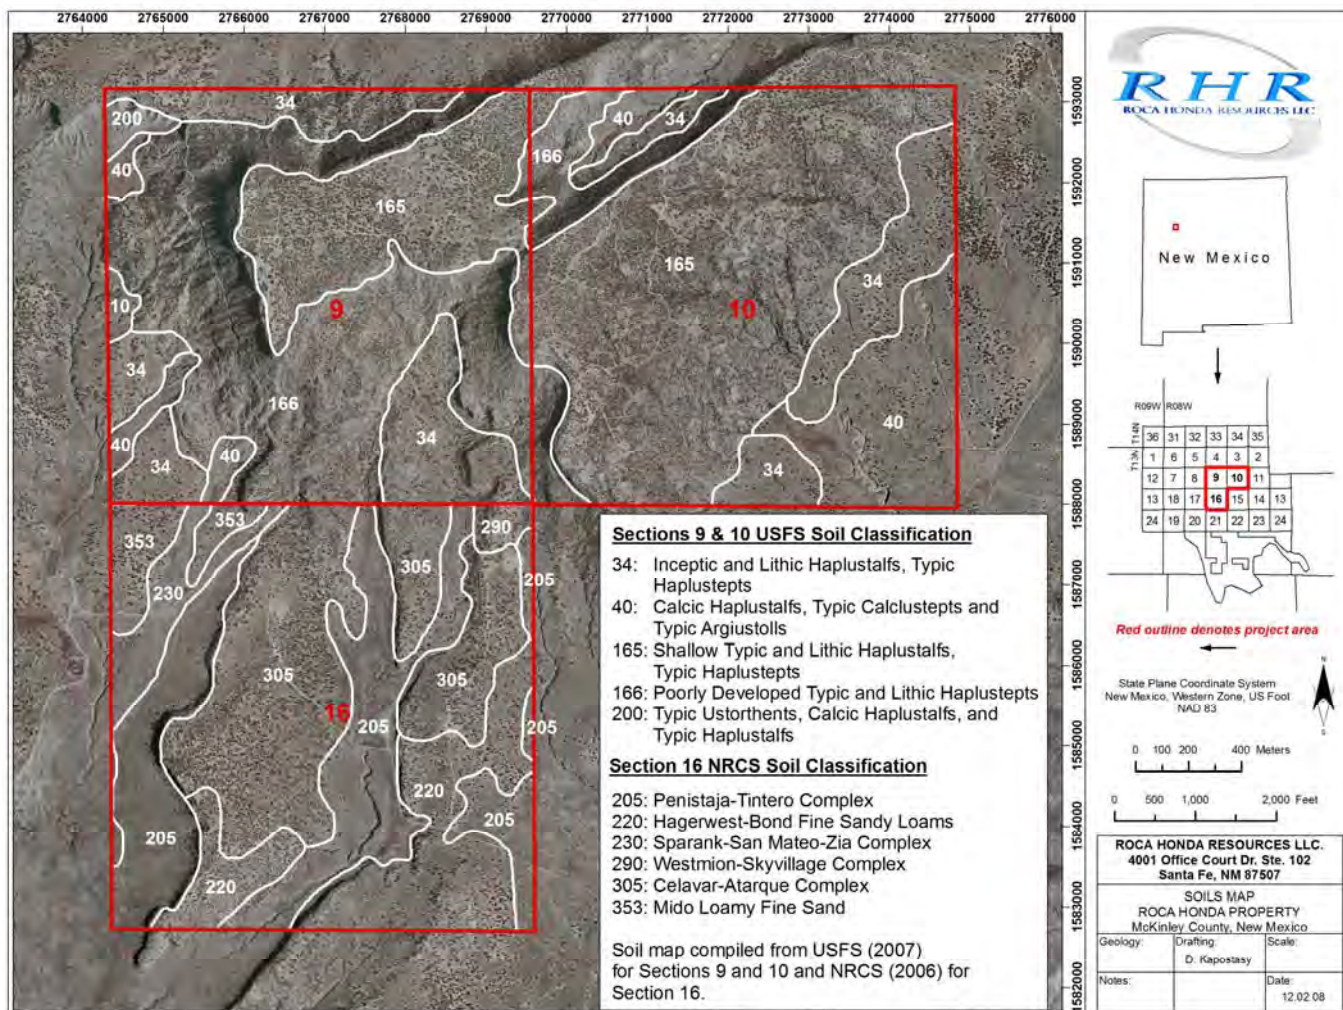 2764000 2765000 2766000 2767000 2768000 2769000 2770000 2771000 2772000 2773000 2774000 2775000 2776000
1593000
1592000
1591000
1590000
1589000
1588000
1587000
1586000
1585000
1584000
1583000
1582000
34
200
40
165
166
40
34
10
9
165
10
34
34
166
40
34
40
34
40
34
353
353
230
305
290
205
305
305
16
205
205
220
205
205
220
Sections 9 & 10 USFS Soil Classification
34: Inceptic and Lithic Haplustalfs, Typic
Haplustepts
40: Calcic Haplustalfs, Typic Calclustepts and
Typic Argiustolls
165: Shallow Typic and Lithic Haplustalfs,
Typic Haplustepts
166: Poorly Developed Typic and Lithic Haplustepts
200: Typic Ustorthents, Calcic Haplustalfs, and
Typic Haplustalfs
Section 16 NRCS Soil Classification
205: Penistaja-Tintero Complex
220: Hagerwest-Bond Fine Sandy Loams
230: Sparank-San Mateo-Zia Complex
290: Westmion-Skyvillage Complex
305: Celavar-Atarque Complex
353: Mido Loamy Fine Sand
Soil map compiled from USFS (2007)
for Sections 9 and 10 and NRCS (2006) for
Section 16.
RHR
ROCA HONDA RESOURCES LLC
New Mexico
R09W R08W
T14N
T13N
36 31 32 33 34 35
1 6 5 4 3 2
12 7 8 9 10 11
13 18 17 16 15 14 13
24 19 20 21 22 23 24
Red outline denotes project area
State Plane Coordinate System
New Mexico, Western Zone, US Foot
NAD 83
N
S
0 100 200 400 Meters
0 500 1,000 2,000 Feet
ROCA HONDA RESOURCES LLC.
4001 Office Court Dr. Ste. 102
Santa Fe, NM 87507
SOILS MAP
ROCA HONDA PROPERTY
McKinley County, New Mexico
Geology: Drafting: Scale:
D. Kapostasy
Notes: Date:
12.02.08